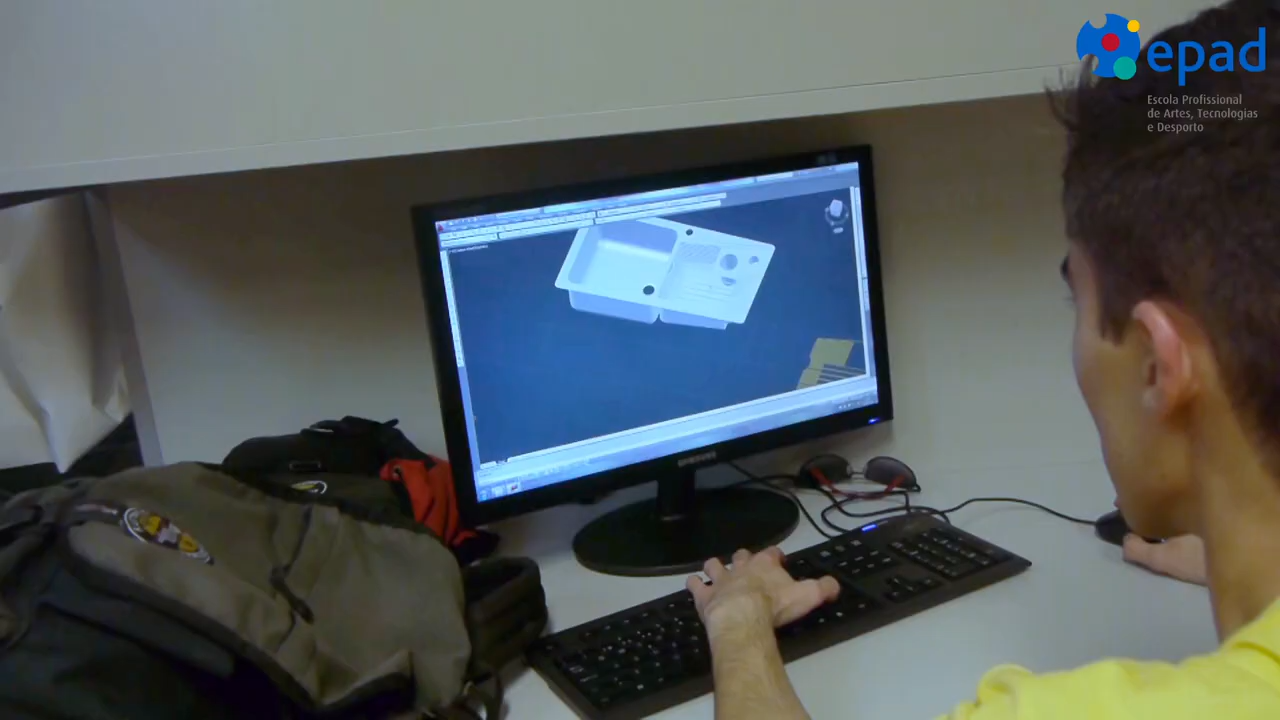 epad
Escola Profissional
de Artes, Tecnologias
e Desporto
SAMSUNG